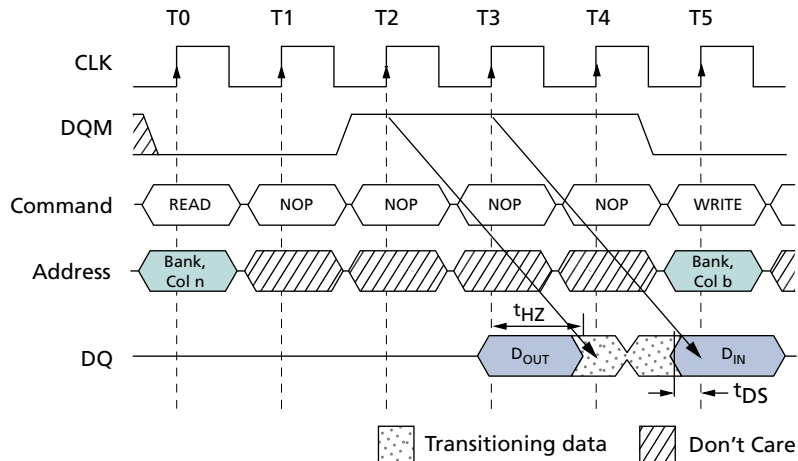 T0 T1 T2 T3 T4 T5
CLK
DQM
Command READ NOP NOP NOP NOP WRITE
Address Bank, Col n Bank, Col b
tHZ
DQ DOUT DIN
tDS
Transitioning data Don't Care